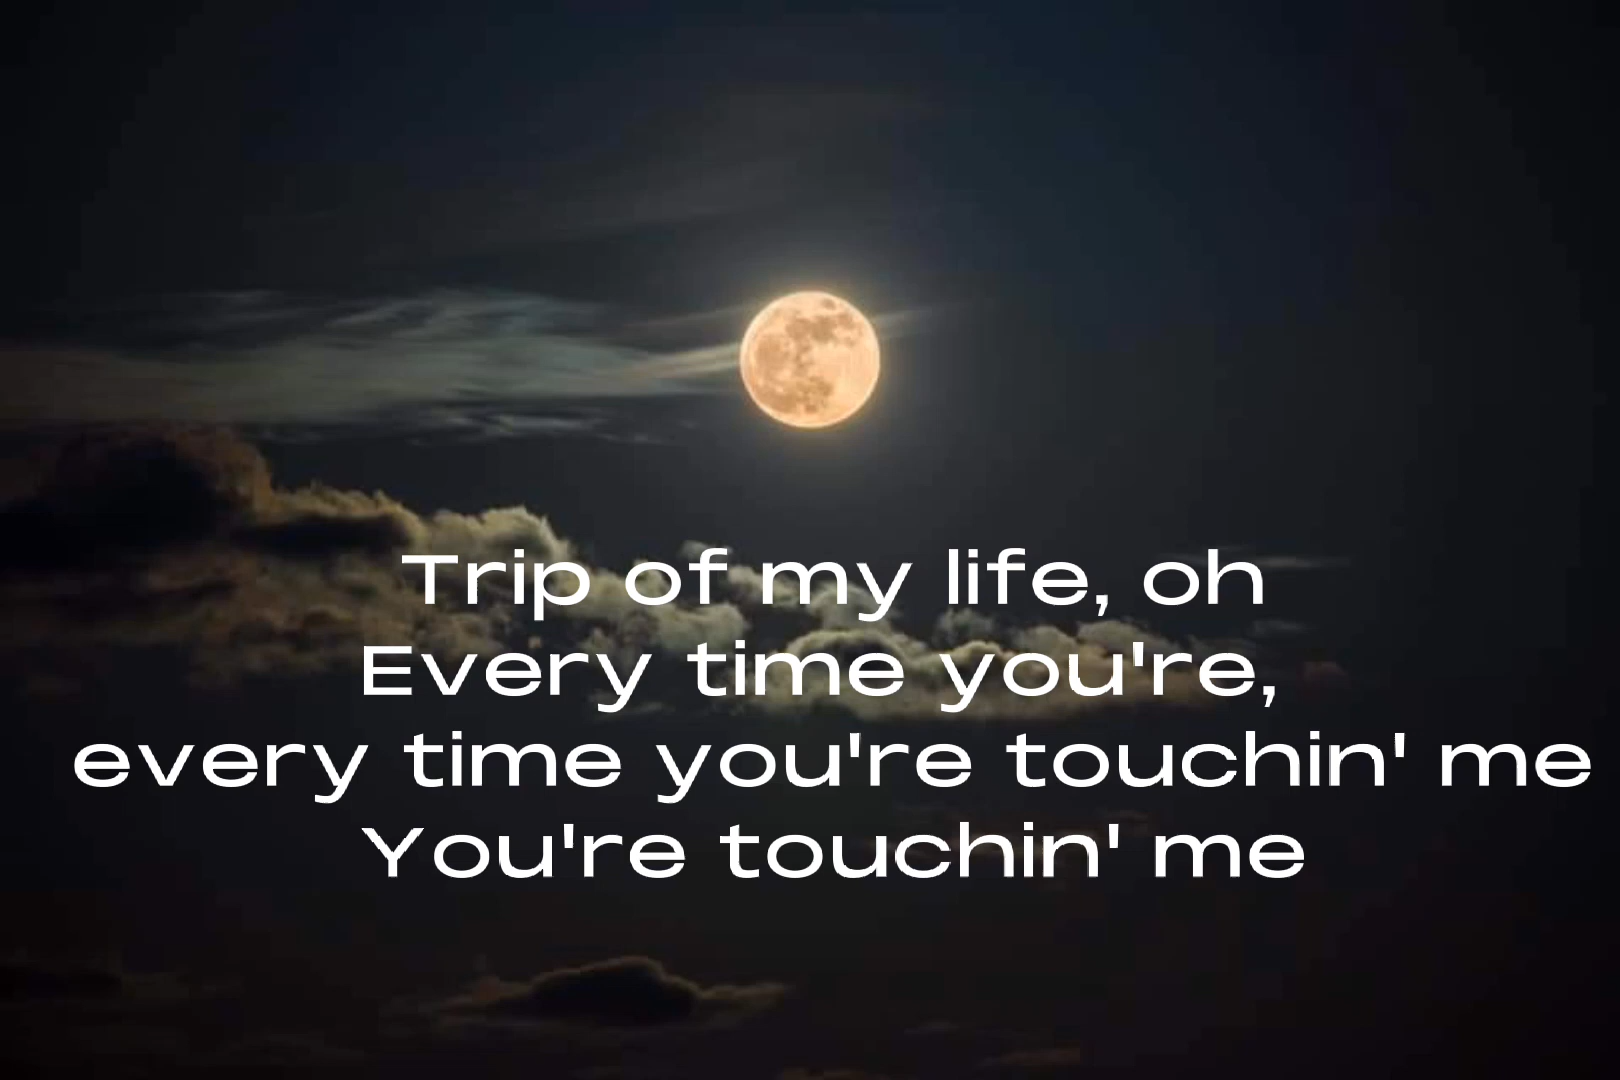 Trip of my life, oh
Every time you're,
every time you're touchin' me
You're touchin' me